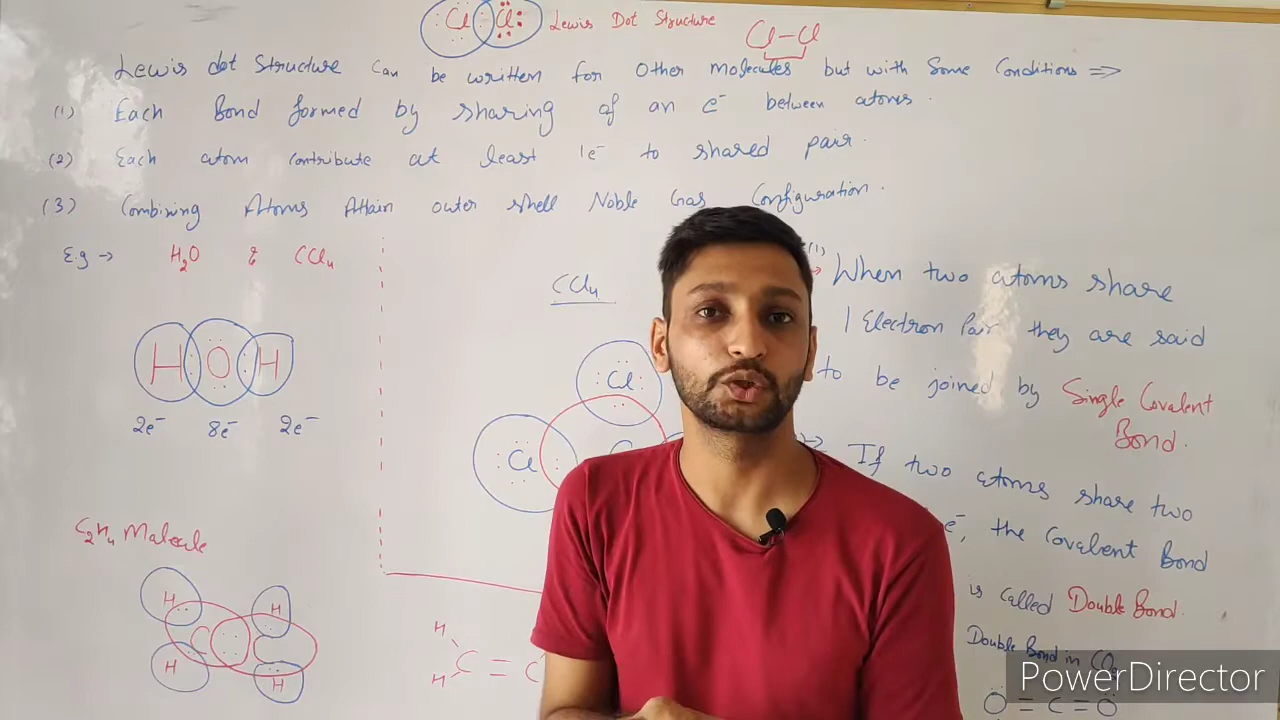 Cl Cl Lewis Dot Structure Cl-Cl
Lewis dot Structure Can be written for Other molecules but with Some Conditions ⇒
(1) Each Bond formed by sharing of an e⁻ between atoms.
(2) Each atom Contribute at least 1e⁻ to shared pair.
(3) Combining Atoms Attain outer shell Noble Gas Configuration.
E.g → H₂O & CCl₄
(1)
When two atoms share
1 Electron Pair they are said
to be joined by Single Covalent
Bond.
CCl₄
Cl
Cl C
H O H
2e⁻ 8e⁻ 2e⁻
If two atoms share two
e⁻, the Covalent Bond
is called Double Bond.
Double Bond in CO₂
O = C = O
C₂H₄ Molecule
H H
C C
H H
H
C = C
H
PowerDirector